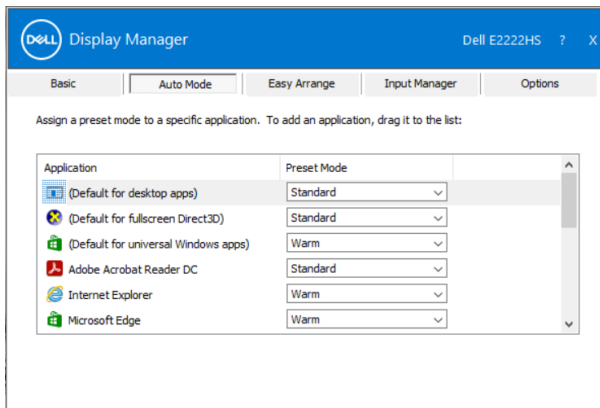 DELL Display Manager Dell E2222HS ? X
Basic Auto Mode Easy Arrange Input Manager Options
Assign a preset mode to a specific application. To add an application, drag it to the list:
Application Preset Mode
(Default for desktop apps) Standard
(Default for fullscreen Direct3D) Standard
(Default for universal Windows apps) Warm
Adobe Acrobat Reader DC Standard
Internet Explorer Warm
Microsoft Edge Warm